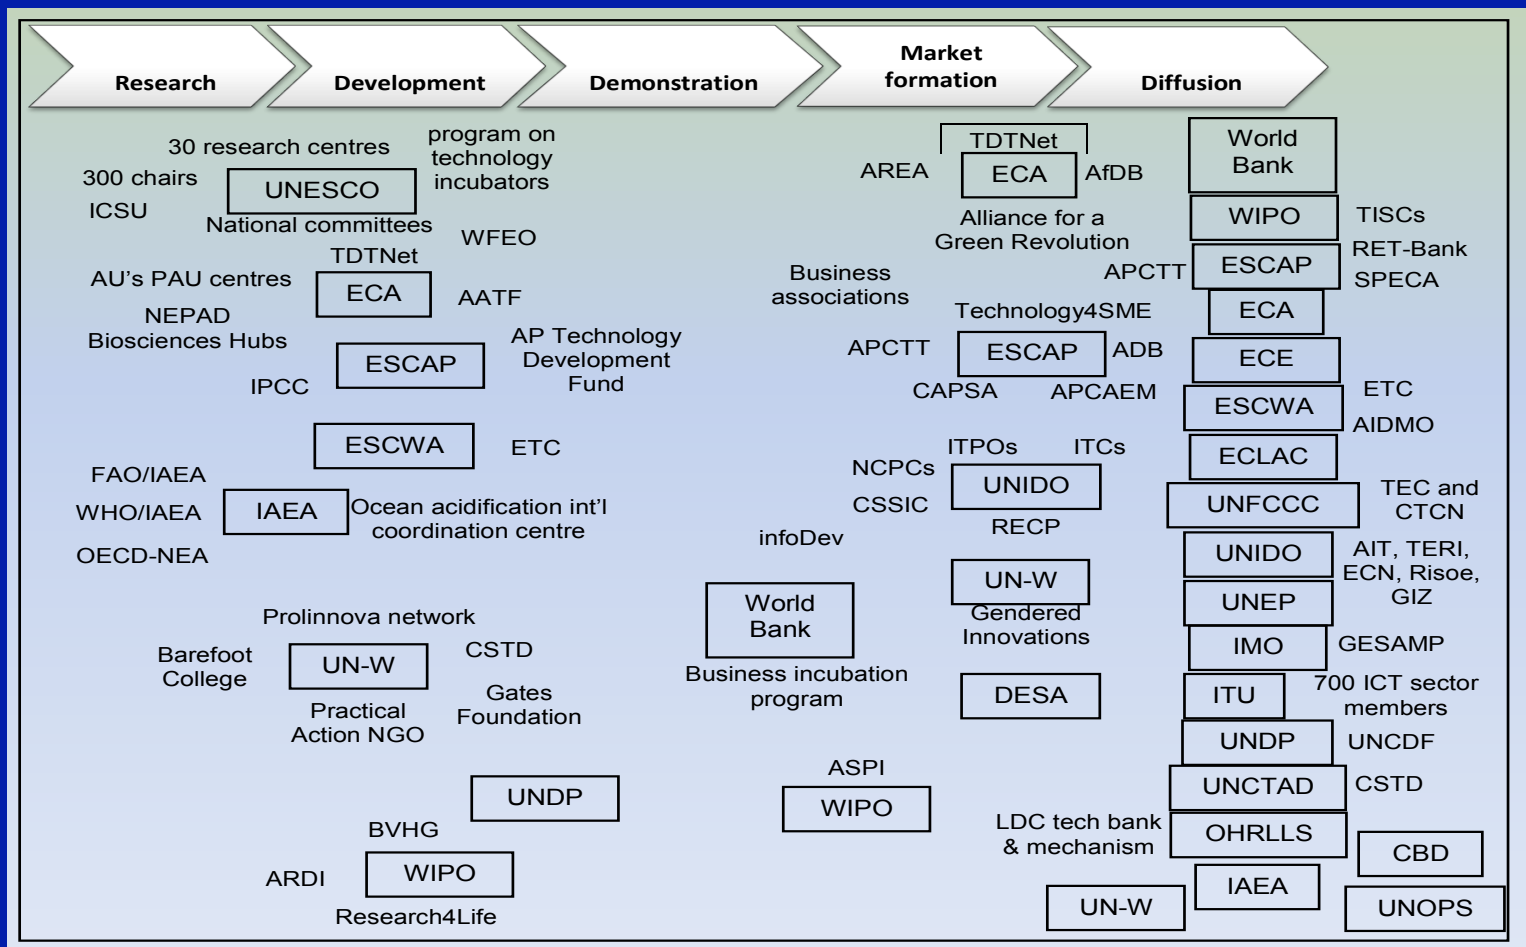 Research
Development
Demonstration
Market
formation
Diffusion
30 research centres
program on
technology
incubators
300 chairs
UNESCO
ICSU
National committees
WFEO
TDTNet
AU's PAU centres
ECA
AATF
NEPAD
Biosciences Hubs
ESCAP
AP Technology
Development
Fund
IPCC
ESCWA
ETC
FAO/IAEA
WHO/IAEA
IAEA
Ocean acidification int'l
coordination centre
OECD-NEA
Prolinnova network
Barefoot
College
UN-W
CSTD
Gates
Foundation
Practical
Action NGO
UNDP
BVHG
ARDI
WIPO
Research4Life
infoDev
World
Bank
Business incubation
program
ASPI
WIPO
TDTNet
AREA
ECA
AfDB
Alliance for a
Green Revolution
Business
associations
Technology4SME
APCTT
ESCAP
ADB
CAPSA
APCAEM
ITPOs
ITCs
NCPCs
UNIDO
CSSIC
RECP
UN-W
Gendered
Innovations
DESA
World
Bank
WIPO
TISCs
APCTT
ESCAP
RET-Bank
SPECA
ECA
ECE
ESCWA
ETC
AIDMO
ECLAC
UNFCCC
TEC and
CTCN
UNIDO
AIT, TERI,
ECN, Risoe,
GIZ
UNEP
IMO
GESAMP
ITU
700 ICT sector
members
UNDP
UNCDF
UNCTAD
CSTD
LDC tech bank
& mechanism
OHRLLS
CBD
IAEA
UN-W
UNOPS